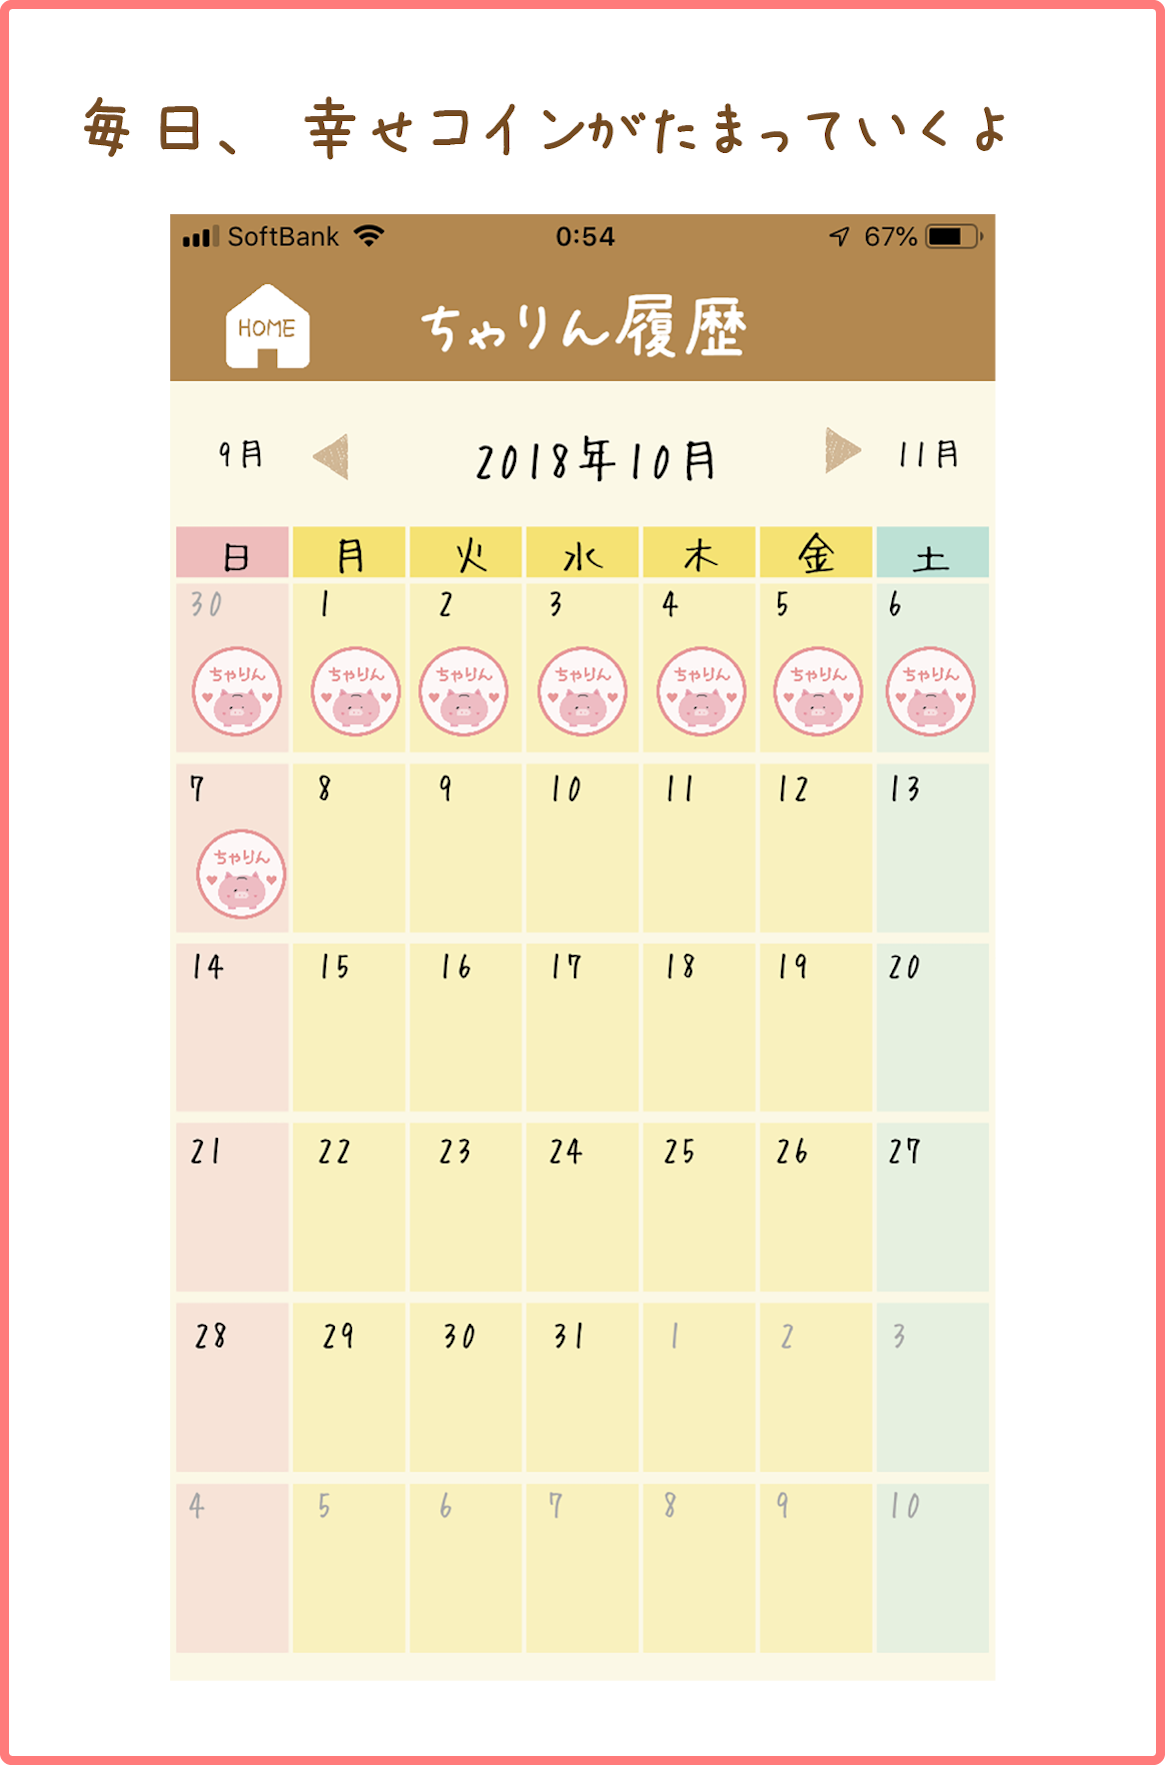 毎日、 幸せコインがたまっていくよ
SoftBank 0:54 67%
HOME ちゃりん履歴
9月 2018年10月 11月
日 月 火 水 木 金 土
30 1 2 3 4 5 6
ちゃりん ちゃりん ちゃりん ちゃりん ちゃりん ちゃりん ちゃりん
7 8 9 10 11 12 13
ちゃりん
14 15 16 17 18 19 20
21 22 23 24 25 26 27
28 29 30 31 1 2 3
4 5 6 7 8 9 10